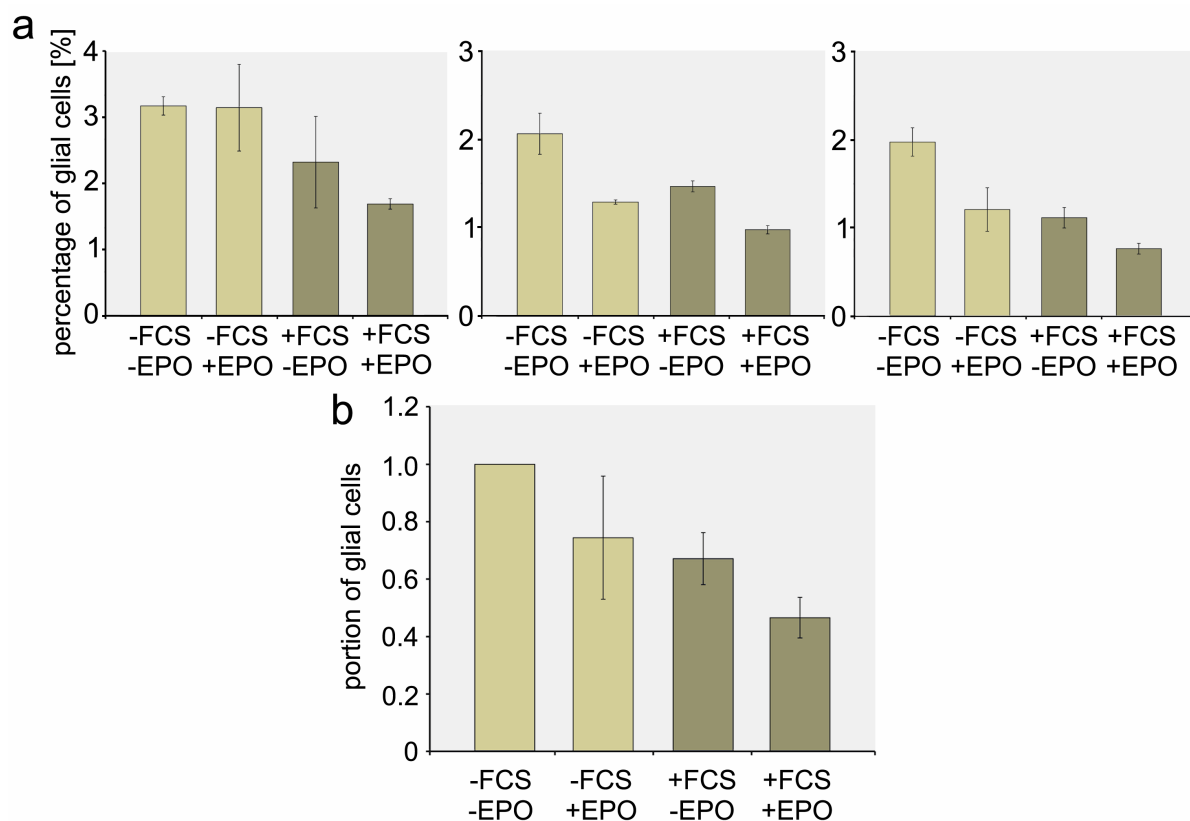 a
percentage of glial cells [%]
4
3
2
1
0
-FCS -FCS +FCS +FCS
-EPO +EPO -EPO +EPO
3
2
1
0
-FCS -FCS +FCS +FCS
-EPO +EPO -EPO +EPO
3
2
1
0
-FCS -FCS +FCS +FCS
-EPO +EPO -EPO +EPO
b
portion of glial cells
1.2
1.0
0.8
0.6
0.4
0.2
0
-FCS -FCS +FCS +FCS
-EPO +EPO -EPO +EPO